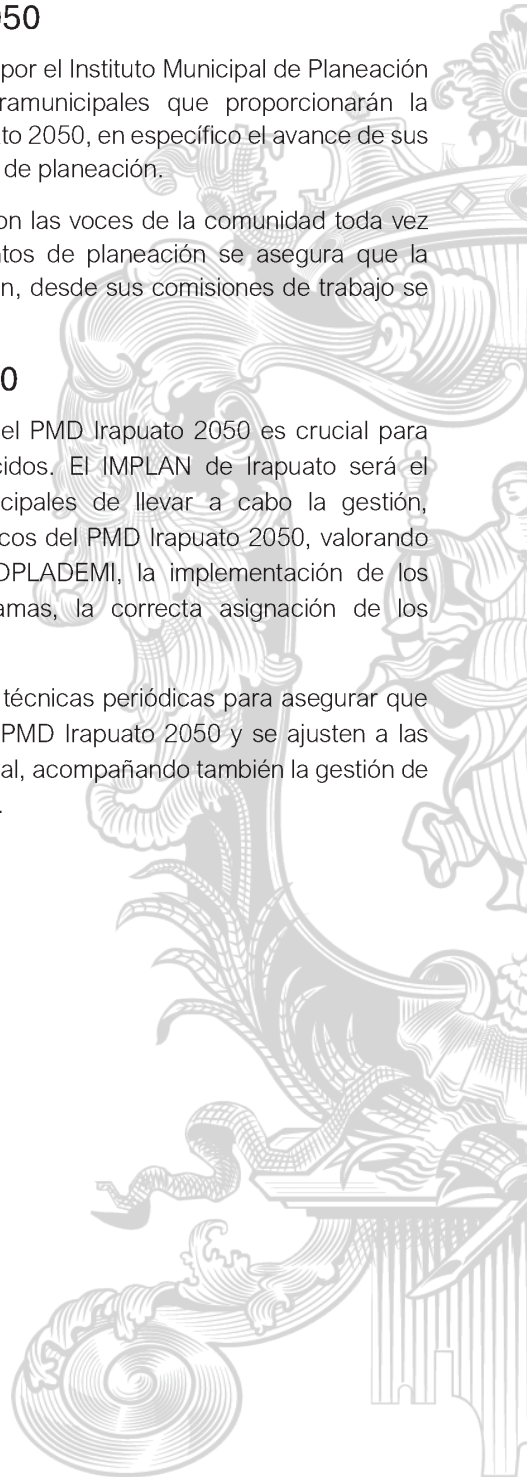 050
por el Instituto Municipal de Planeación
ramunicipales que proporcionarán la
to 2050, en específico el avance de sus
de planeación.
on las voces de la comunidad toda vez
ntos de planeación se asegura que la
n, desde sus comisiones de trabajo se
0
el PMD Irapuato 2050 es crucial para
cidos. El IMPLAN de Irapuato será el
cipales de llevar a cabo la gestión,
cos del PMD Irapuato 2050, valorando
OPLADEMI, la implementación de los
amas, la correcta asignación de los
técnicas periódicas para asegurar que
PMD Irapuato 2050 y se ajusten a las
al, acompañando también la gestión de
.